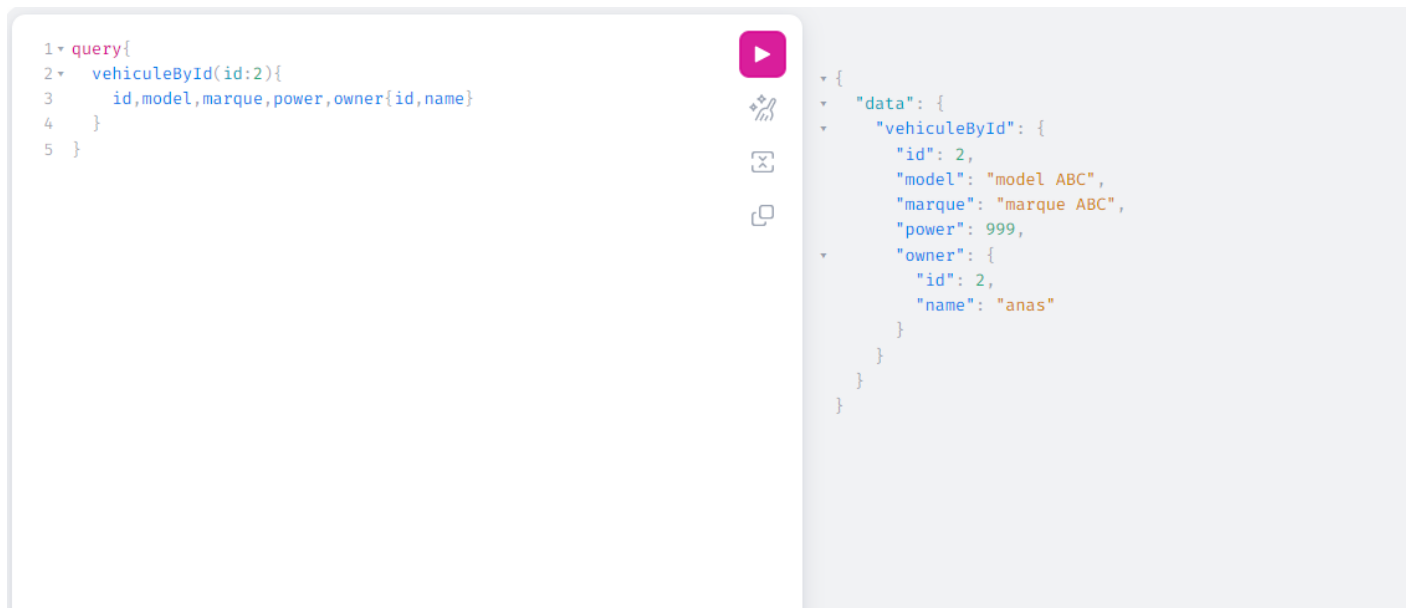 1 query{
2 vehiculeById(id:2){
3 id,model,marque,power,owner{id,name}
4 }
5 }
{
"data": {
"vehiculeById": {
"id": 2,
"model": "model ABC",
"marque": "marque ABC",
"power": 999,
"owner": {
"id": 2,
"name": "anas"
}
}
}
}